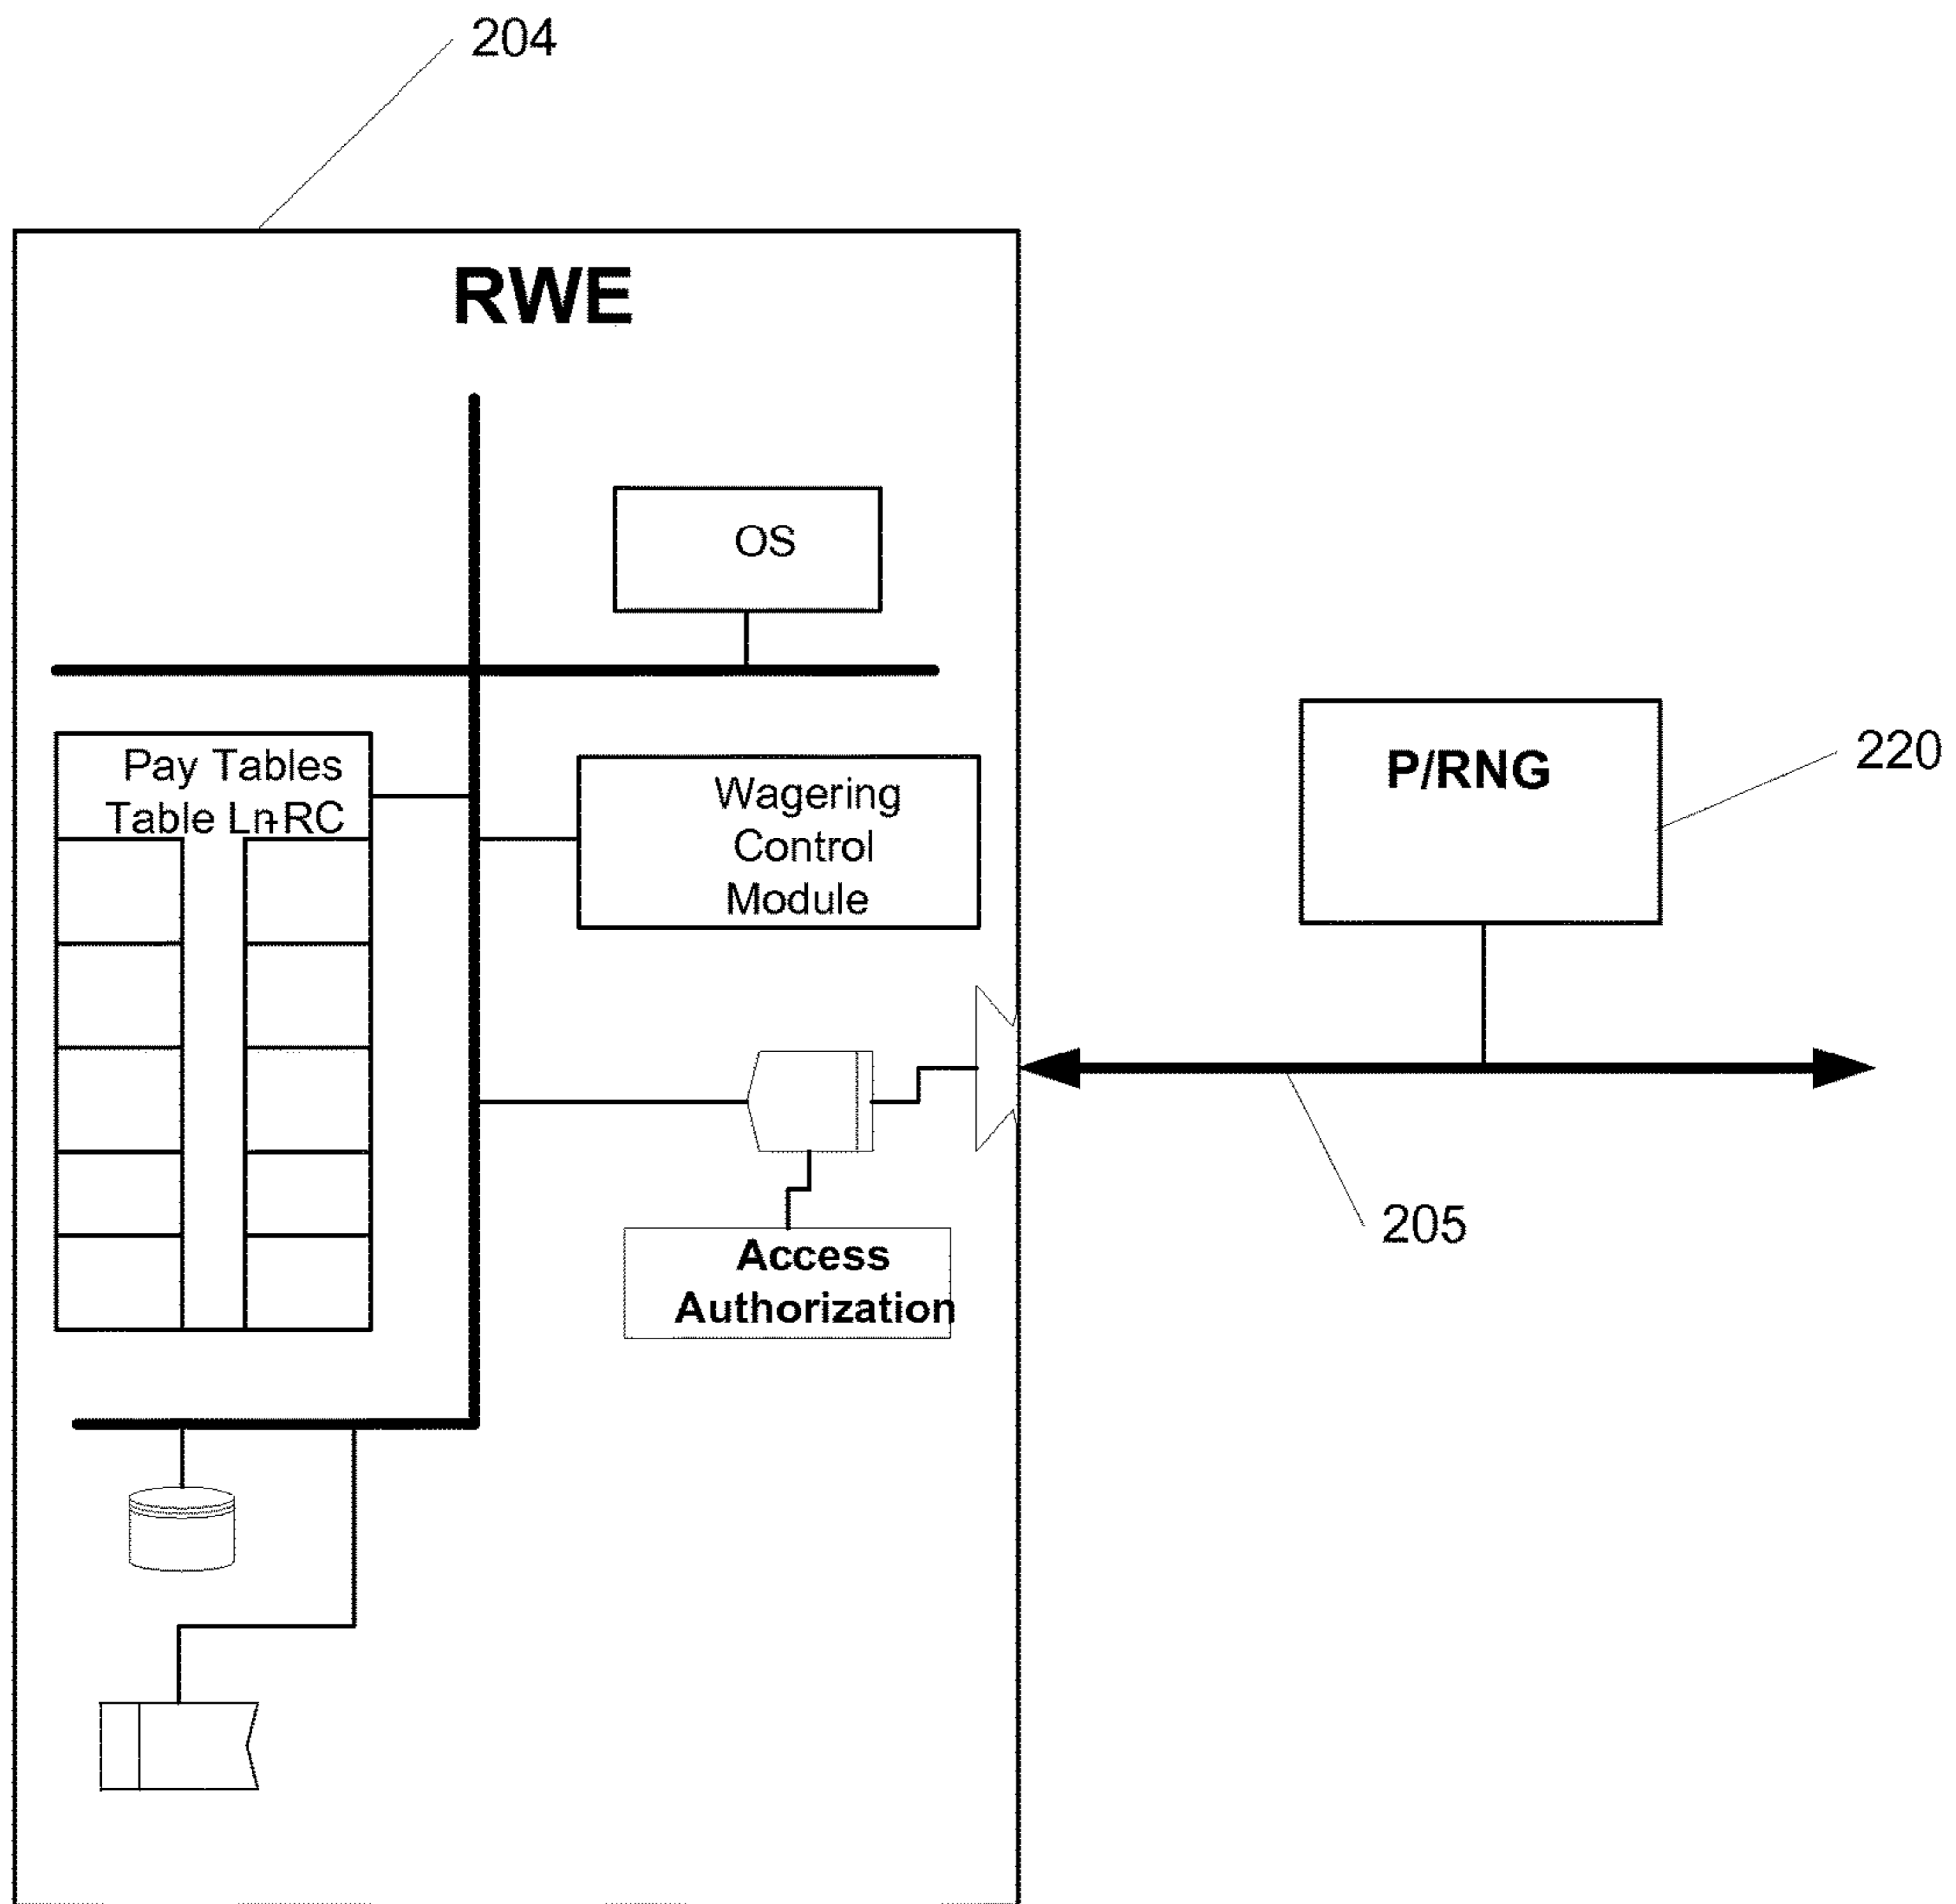 204
RWE
OS
Pay Tables
Table Ln-RC
Wagering
Control
Module
P/RNG
220
205
Access
Authorization